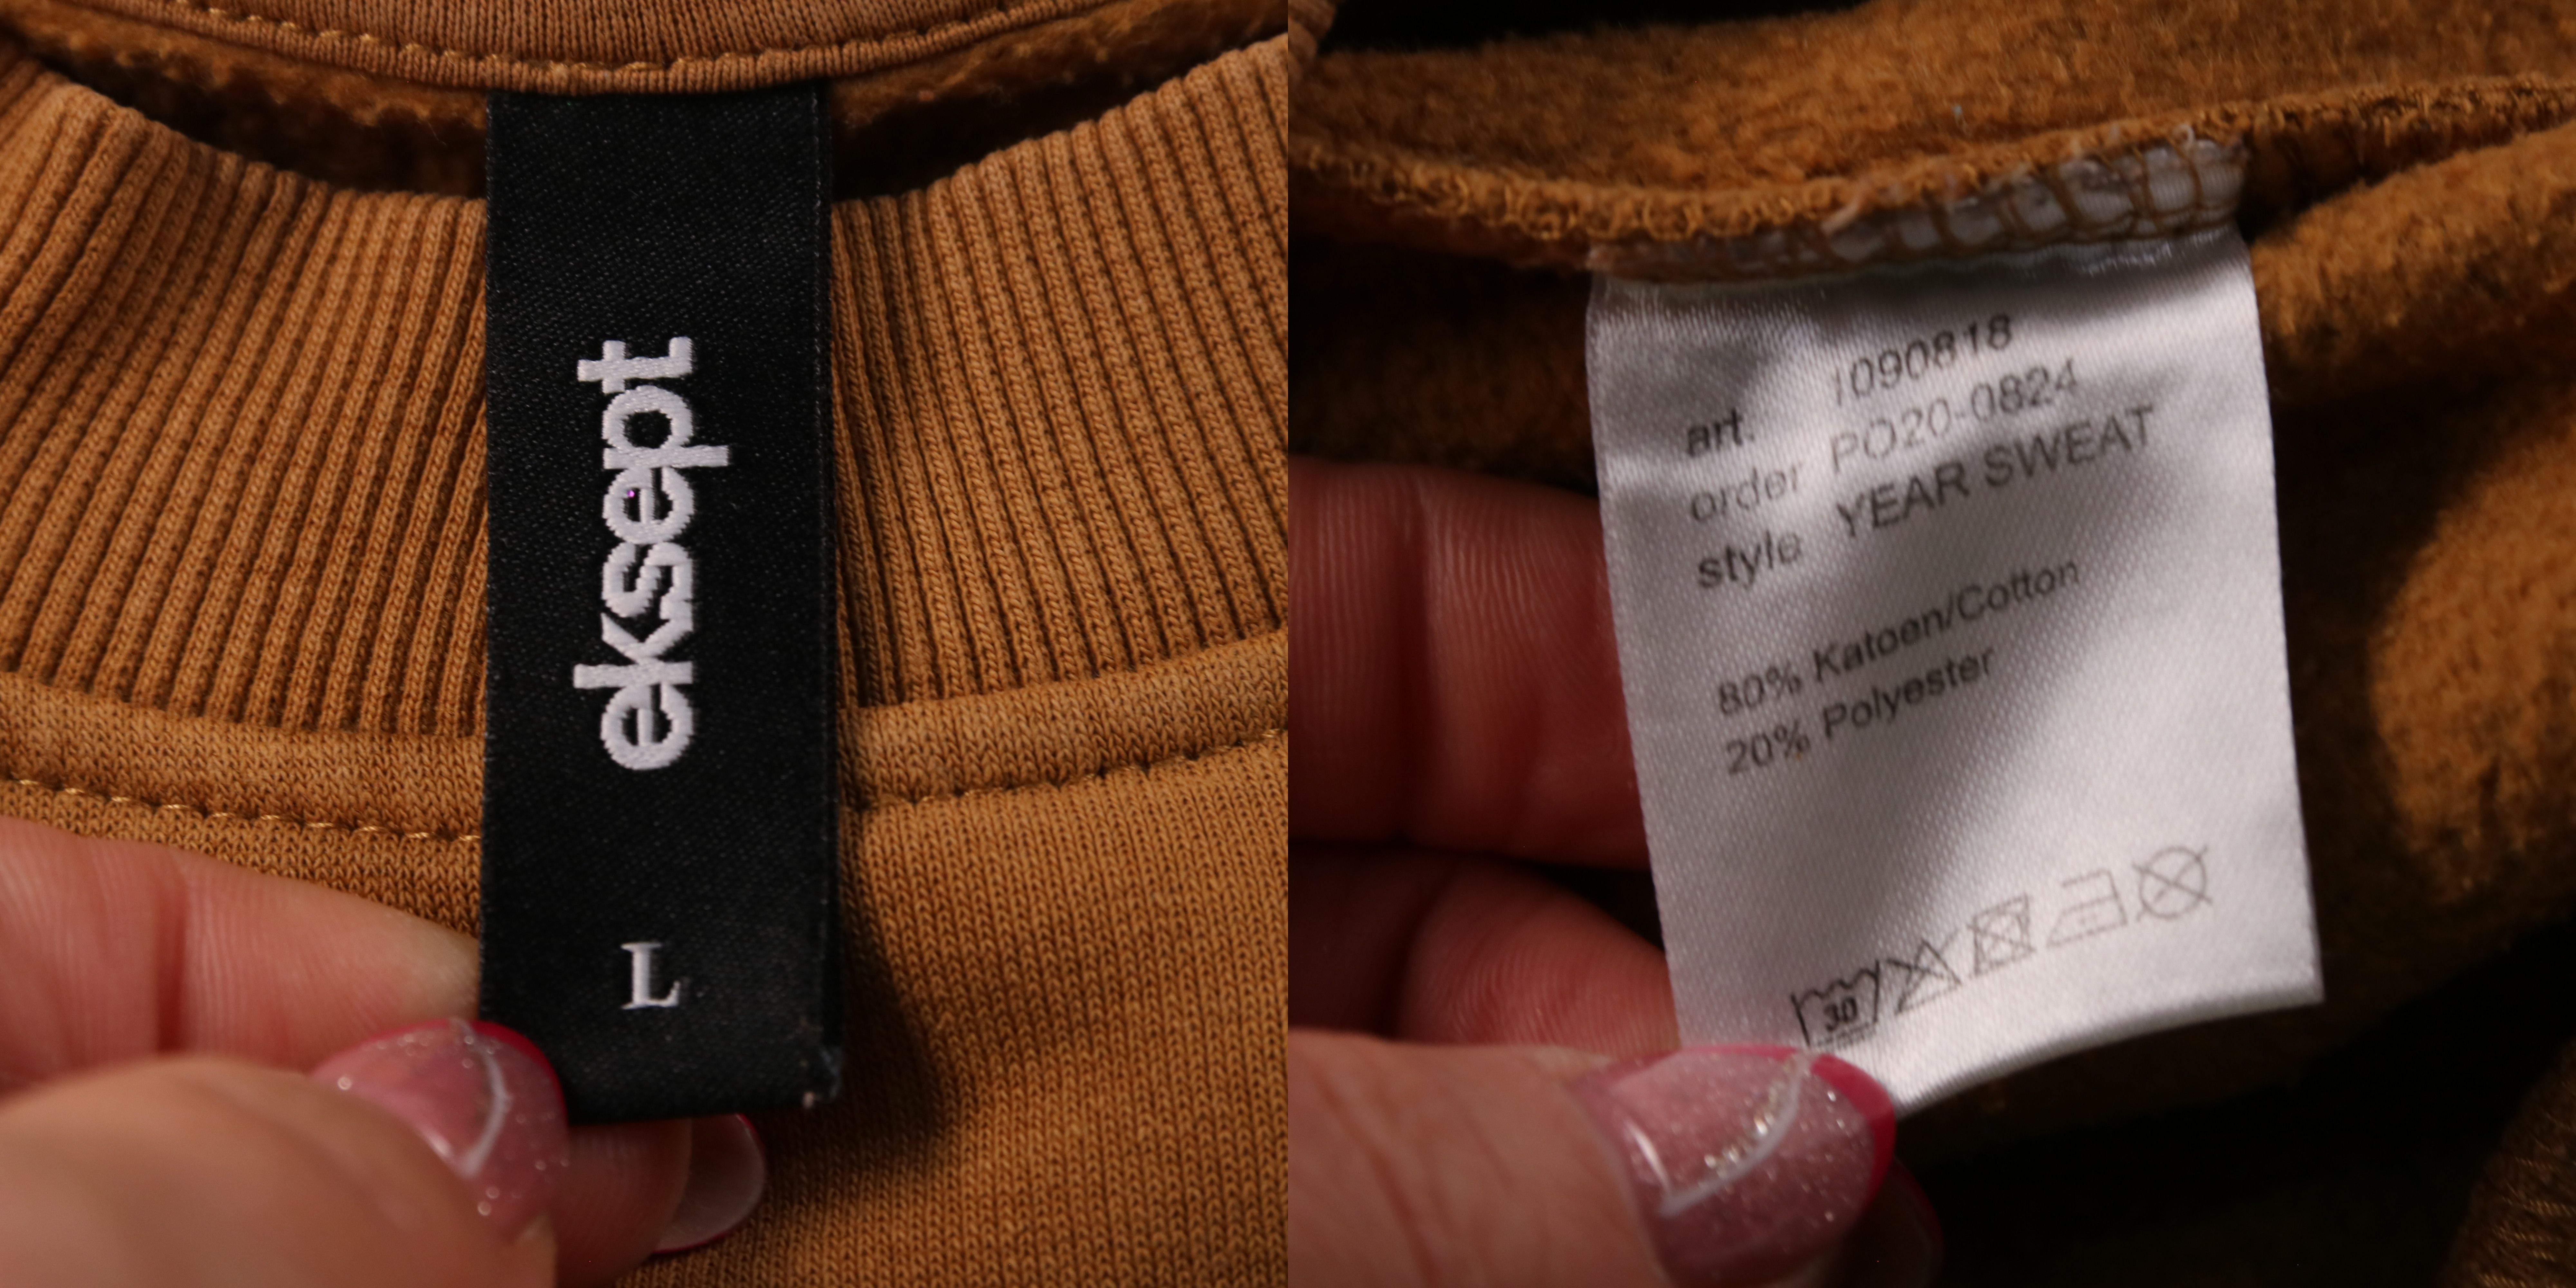 eksept
L
art. 1090818
order PO20-0824
style YEAR SWEAT
80% Katoen/Cotton
20% Polyester
30